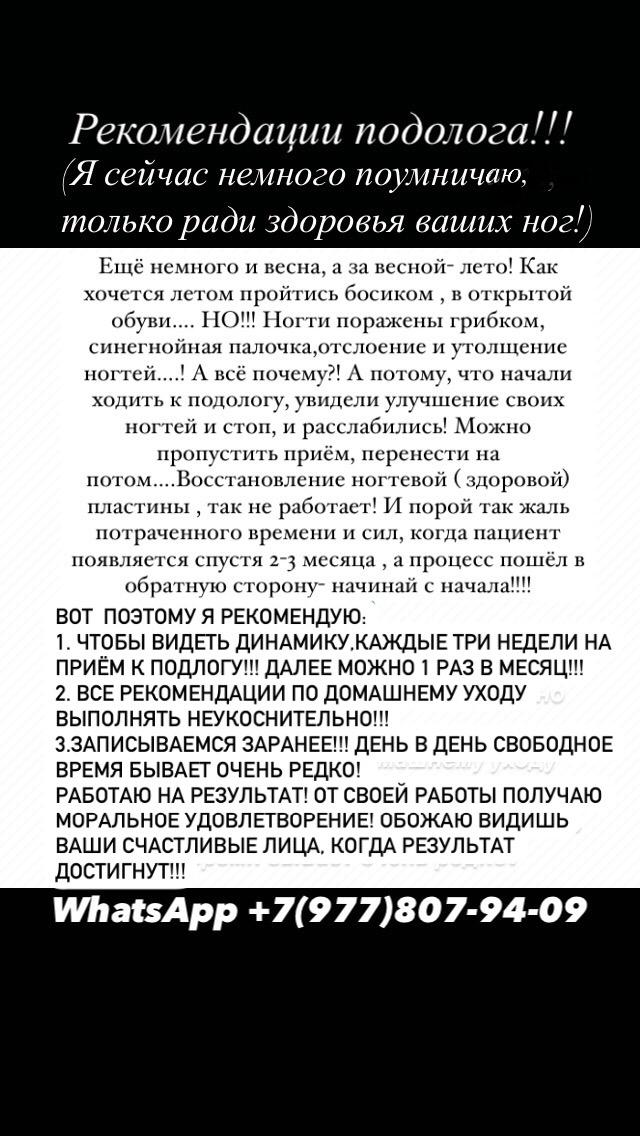 Рекомендации подолога!!!
(Я сейчас немного поумничаю,
только ради здоровья ваших ног!)
Ещё немного и весна, а за весной- лето! Как
хочется летом пройтись босиком , в открытой
обуви.... НО!!! Ногти поражены грибком,
синегнойная палочка,отслоение и утолщение
ногтей....! А всё почему?! А потому, что начали
ходить к подологу, увидели улучшение своих
ногтей и стоп, и расслабились! Можно
пропустить приём, перенести на
потом....Восстановление ногтевой ( здоровой)
пластины , так не работает! И порой так жаль
потраченного времени и сил, когда пациент
появляется спустя 2-3 месяца , а процесс пошёл в
обратную сторону- начинай с начала!!!!
ВОТ ПОЭТОМУ Я РЕКОМЕНДУЮ:
1. ЧТОБЫ ВИДЕТЬ ДИНАМИКУ,КАЖДЫЕ ТРИ НЕДЕЛИ НА
ПРИЁМ К ПОДЛОГУ!!! ДАЛЕЕ МОЖНО 1 РАЗ В МЕСЯЦ!!!
2. ВСЕ РЕКОМЕНДАЦИИ ПО ДОМАШНЕМУ УХОДУ
ВЫПОЛНЯТЬ НЕУКОСНИТЕЛЬНО!!!
3.ЗАПИСЫВАЕМСЯ ЗАРАНЕЕ!!! ДЕНЬ В ДЕНЬ СВОБОДНОЕ
ВРЕМЯ БЫВАЕТ ОЧЕНЬ РЕДКО!
РАБОТАЮ НА РЕЗУЛЬТАТ! ОТ СВОЕЙ РАБОТЫ ПОЛУЧАЮ
МОРАЛЬНОЕ УДОВЛЕТВОРЕНИЕ! ОБОЖАЮ ВИДИШЬ
ВАШИ СЧАСТЛИВЫЕ ЛИЦА, КОГДА РЕЗУЛЬТАТ
ДОСТИГНУТ!!!
WhatsApp +7(977)807-94-09